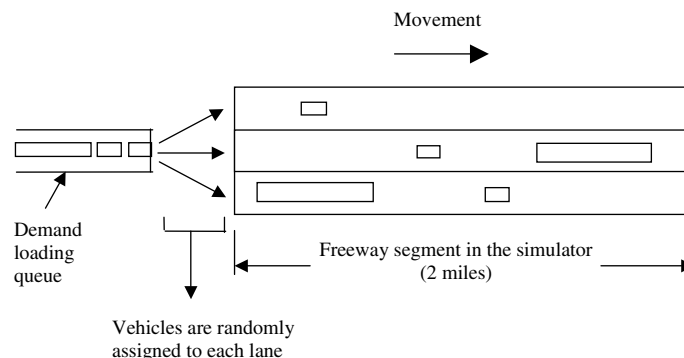 Movement
Demand
loading
queue
Freeway segment in the simulator
(2 miles)
Vehicles are randomly
assigned to each lane